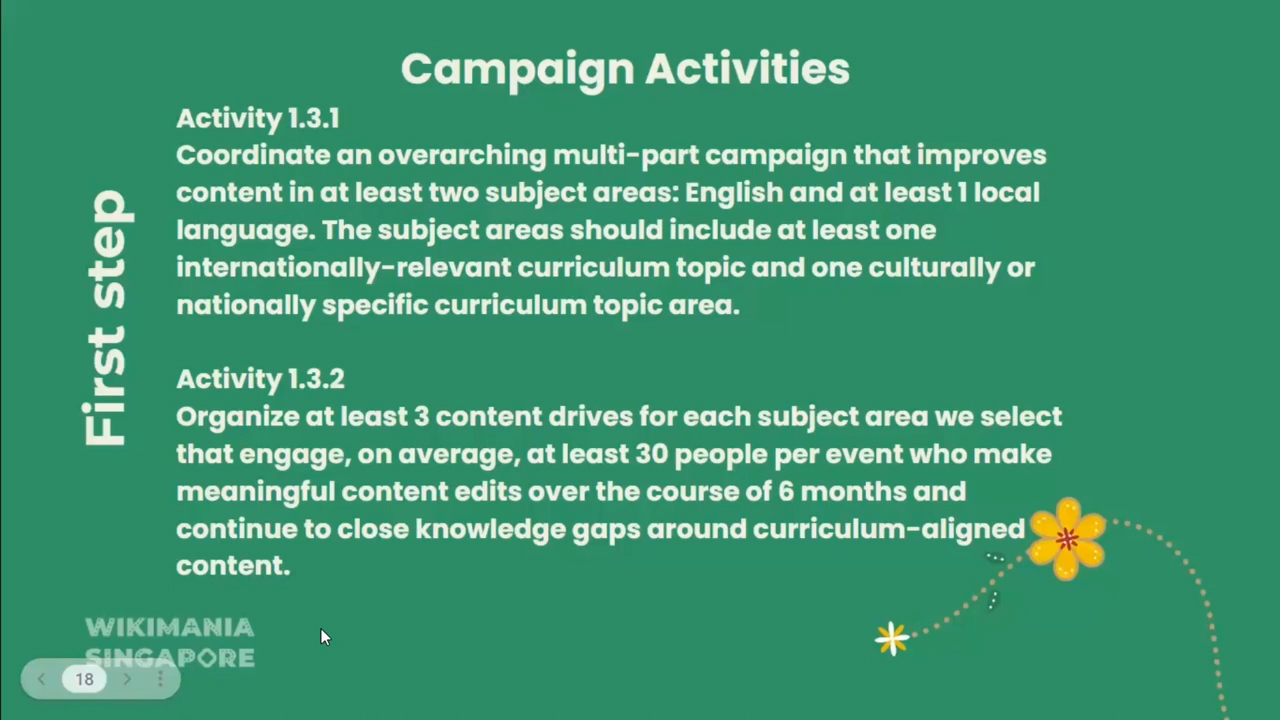 Campaign Activities
First step
Activity 1.3.1
Coordinate an overarching multi-part campaign that improves
content in at least two subject areas: English and at least 1 local
language. The subject areas should include at least one
internationally-relevant curriculum topic and one culturally or
nationally specific curriculum topic area.
Activity 1.3.2
Organize at least 3 content drives for each subject area we select
that engage, on average, at least 30 people per event who make
meaningful content edits over the course of 6 months and
continue to close knowledge gaps around curriculum-aligned
content.
WIKIMANIA
SINGAPORE
18